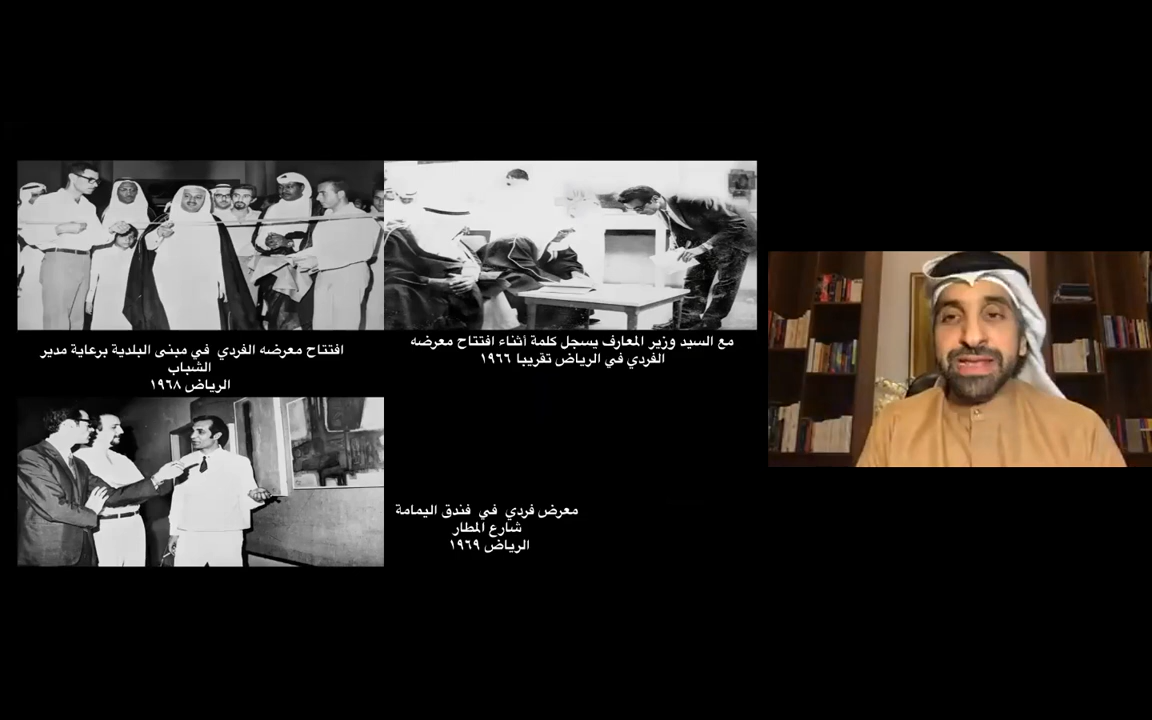 افتتاح معرضه الفردي في مبنى البلدية برعاية مدير
الشباب
الرياض ١٩٦٨
مع السيد وزير المعارف يسجل كلمة أثناء افتتاح معرضه
الفردي في الرياض تقريبا ١٩٦٦
معرض فردي في فندق اليمامة
شارع المطار
الرياض ١٩٦٩